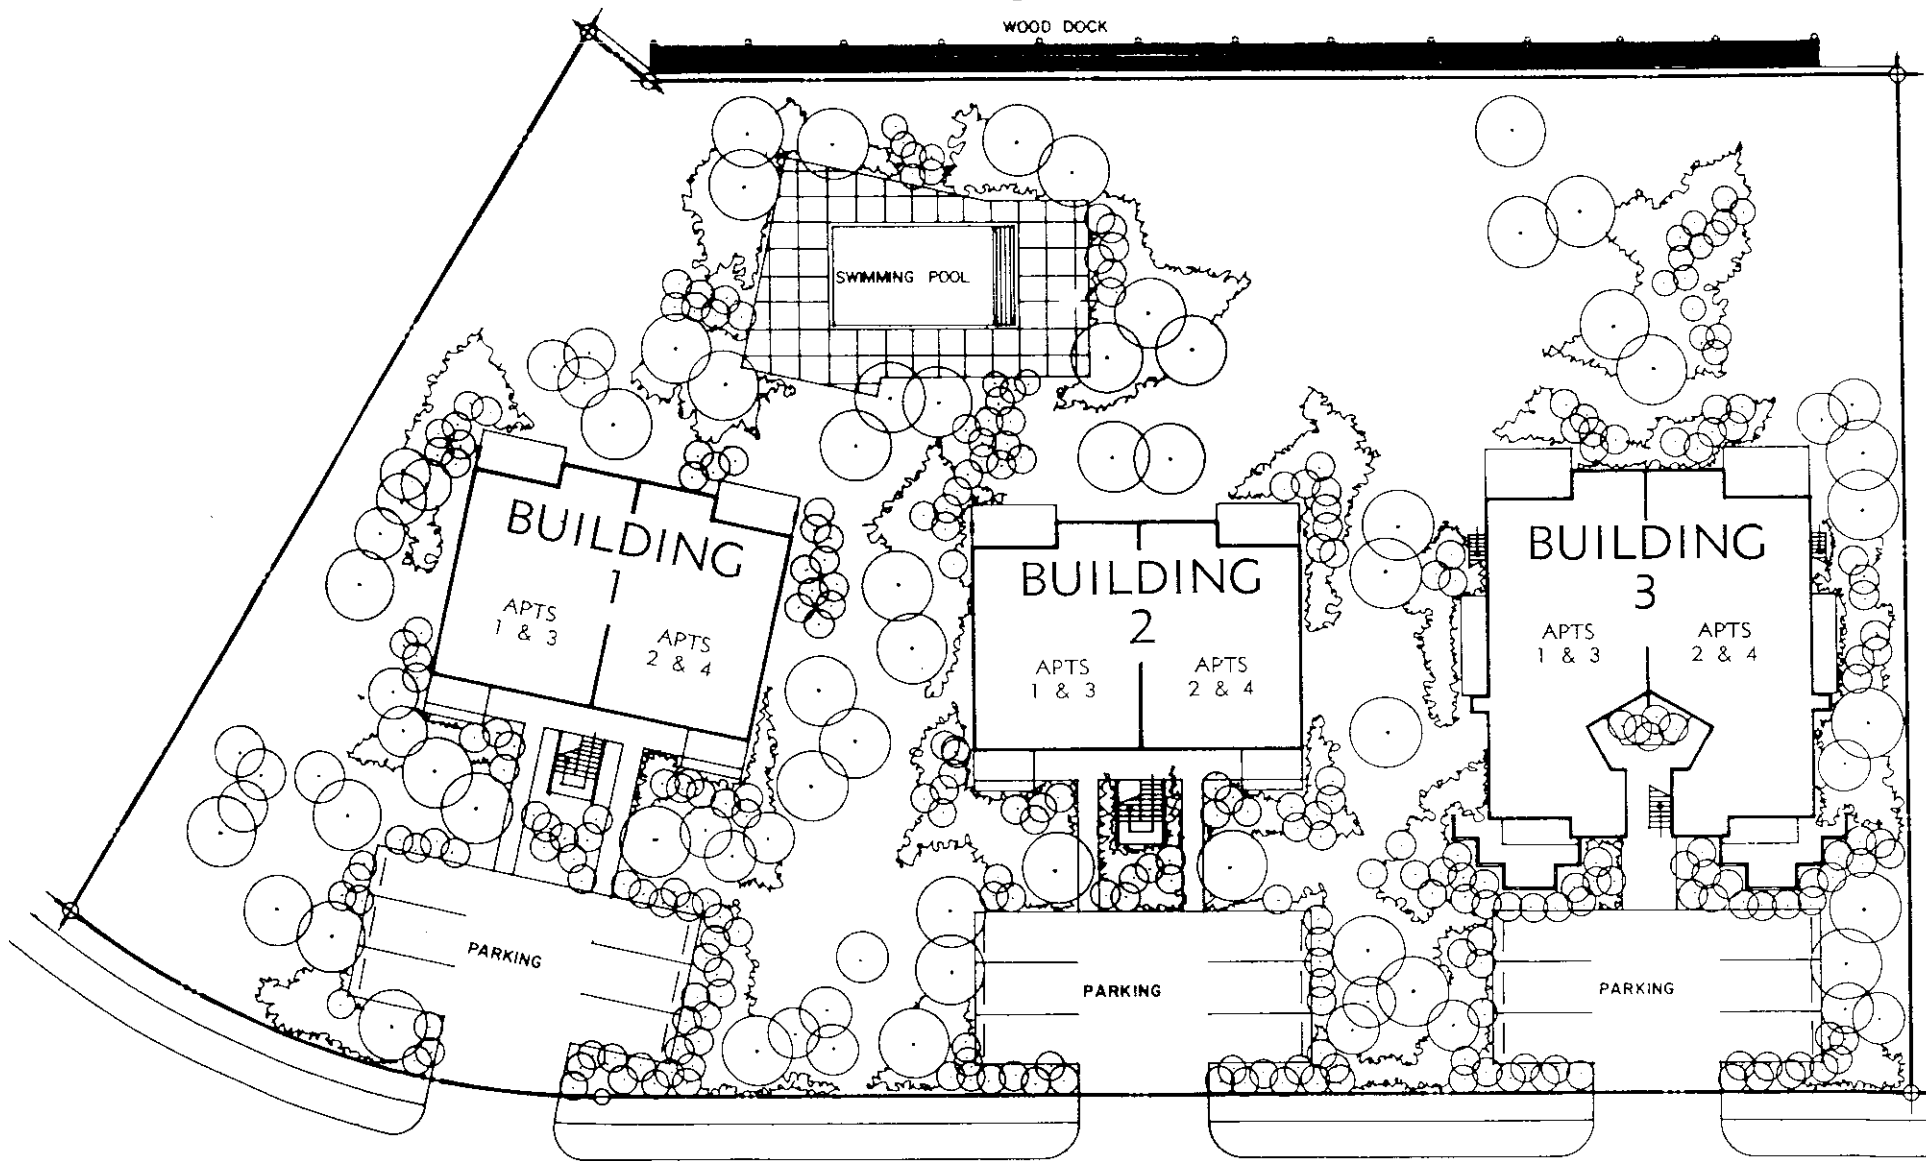 WOOD DOCK
SWIMMING POOL
BUILDING
1
APTS
1 & 3
APTS
2 & 4
BUILDING
2
APTS
1 & 3
APTS
2 & 4
BUILDING
3
APTS
1 & 3
APTS
2 & 4
PARKING
PARKING
PARKING